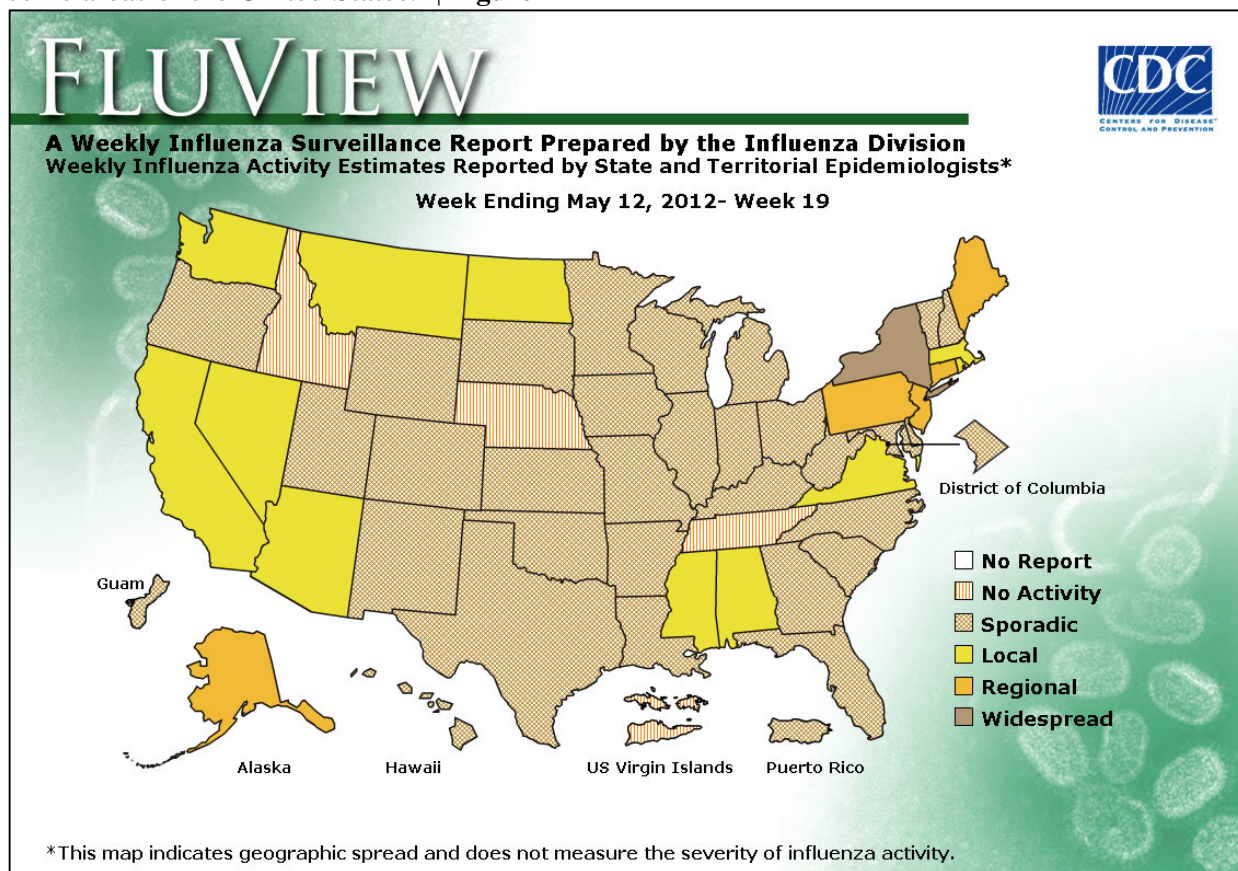 FLUVIEW
CDC
CENTERS FOR DISEASE™
CONTROL AND PREVENTION
A Weekly Influenza Surveillance Report Prepared by the Influenza Division
Weekly Influenza Activity Estimates Reported by State and Territorial Epidemiologists*
Week Ending May 12, 2012- Week 19
District of Columbia
No Report
No Activity
Sporadic
Local
Regional
Widespread
Guam
Alaska
Hawaii
US Virgin Islands
Puerto Rico
*This map indicates geographic spread and does not measure the severity of influenza activity.